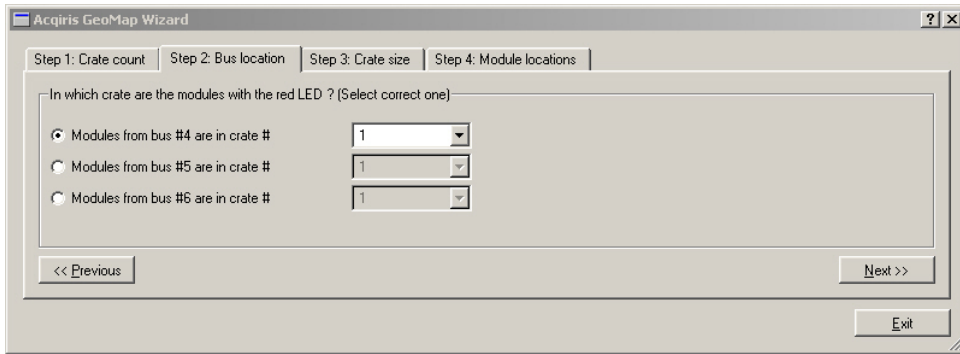 Acqiris GeoMap Wizard
Step 1: Crate count
Step 2: Bus location
Step 3: Crate size
Step 4: Module locations
In which crate are the modules with the red LED ? (Select correct one)
Modules from bus #4 are in crate # 1
Modules from bus #5 are in crate # 1
Modules from bus #6 are in crate # 1
<< Previous
Next >>
Exit